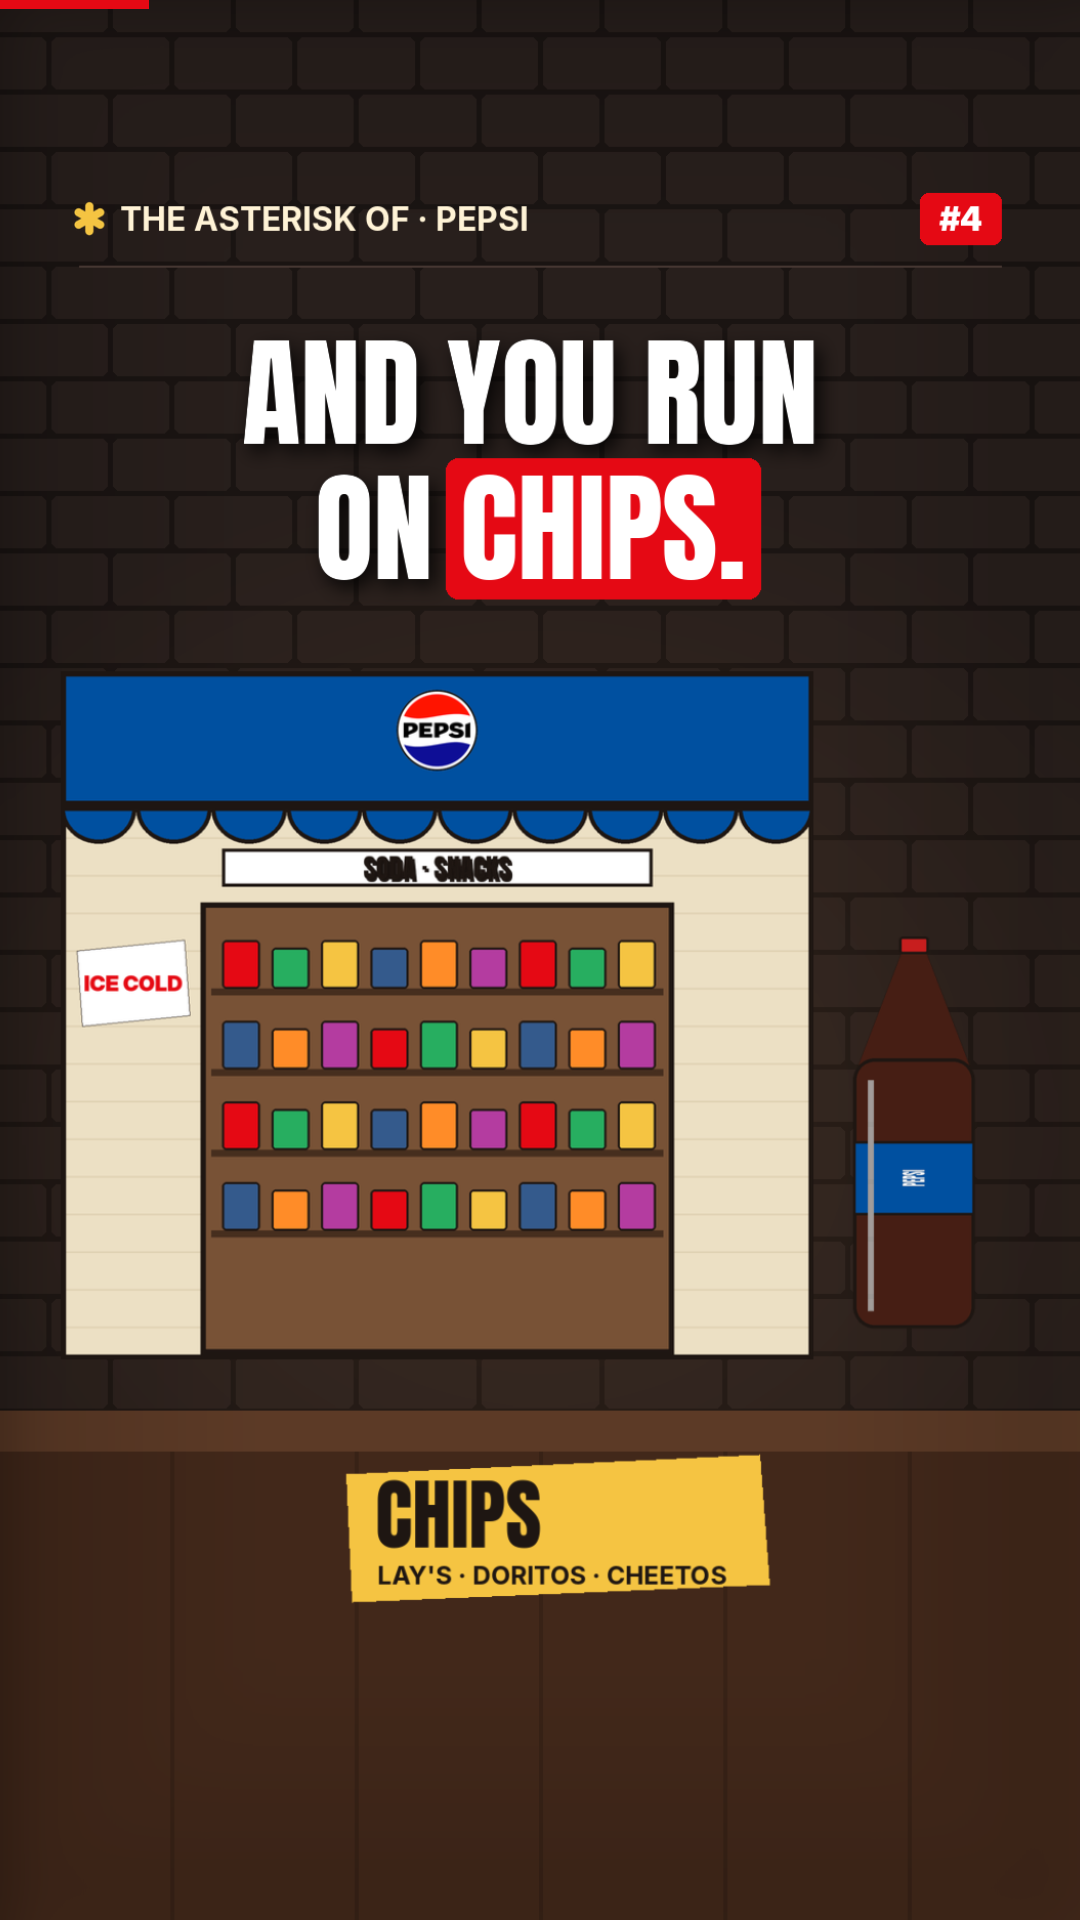 THE ASTERISK OF · PEPSI
#4
AND YOU RUN
ON CHIPS.
PEPSI
SODA · SNACKS
ICE COLD
CHIPS
LAY'S · DORITOS · CHEETOS